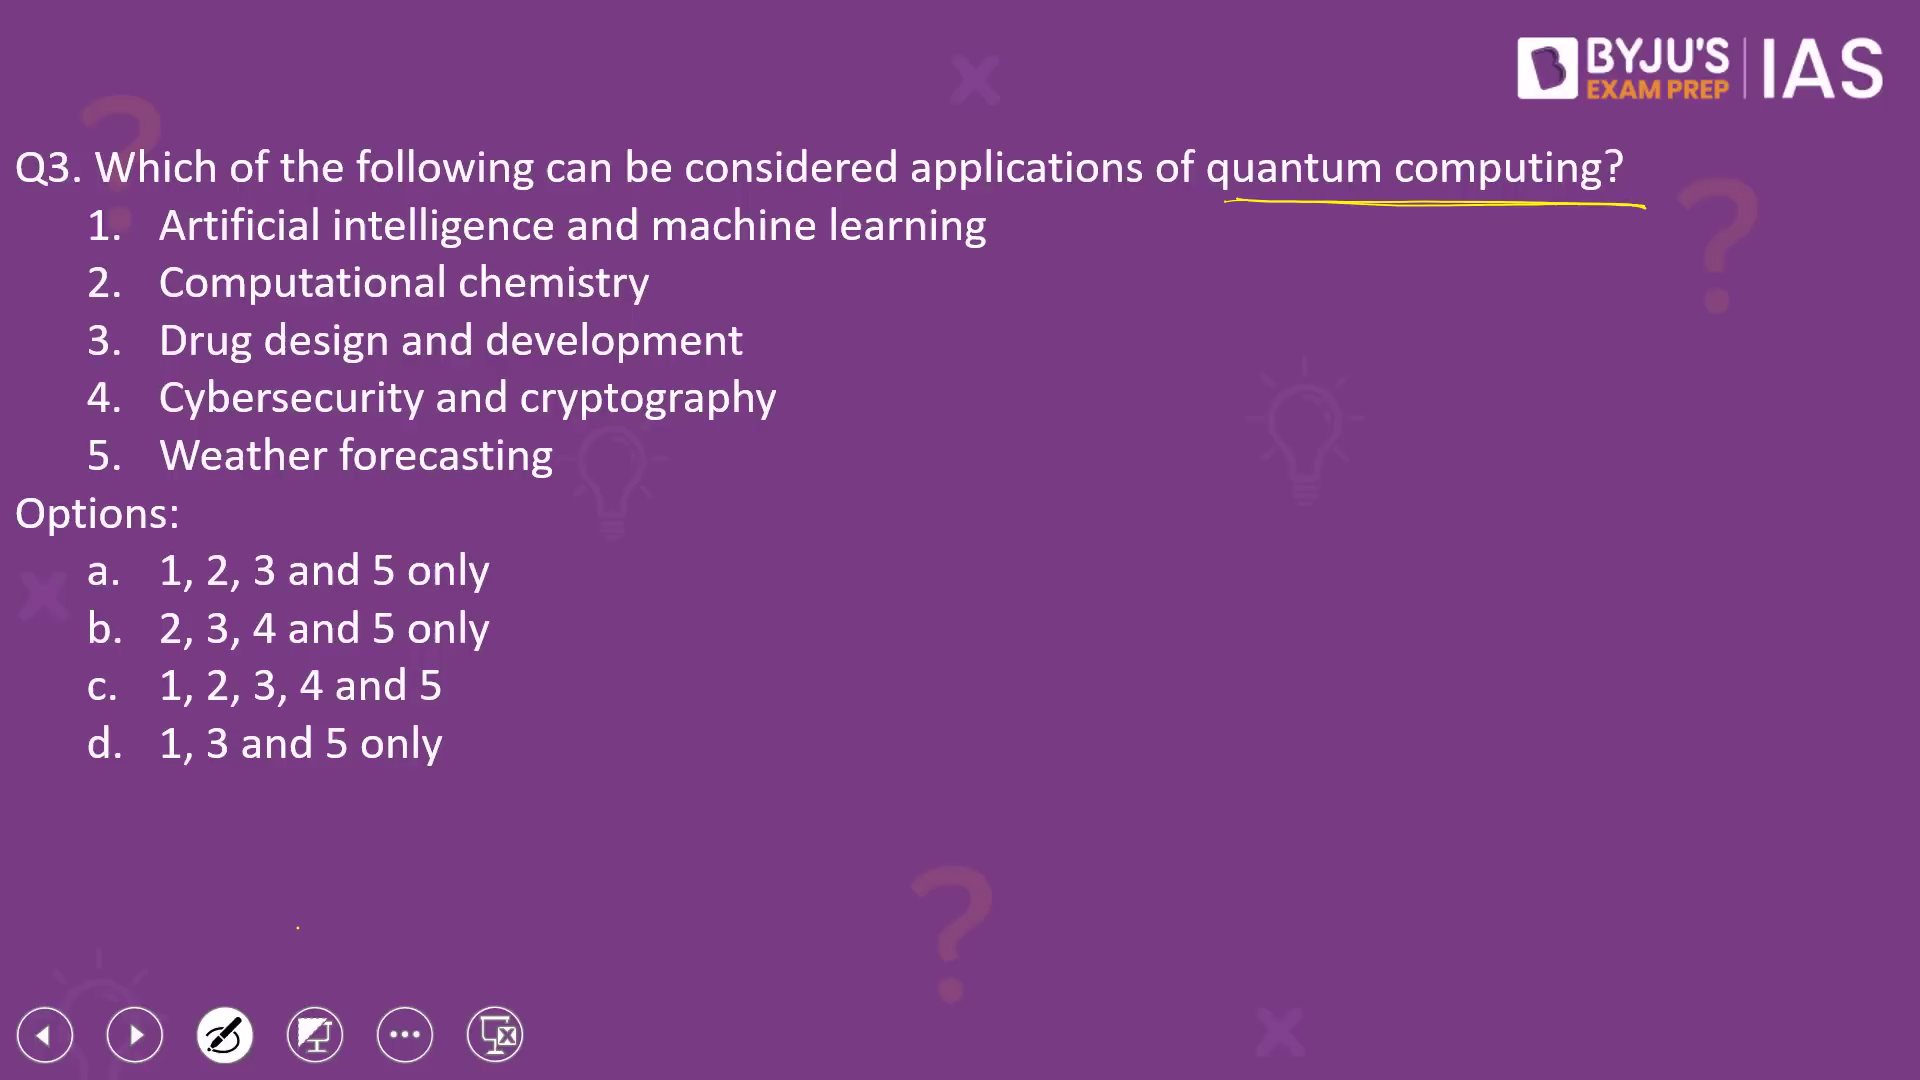 BYJU'S
EXAM PREP
IAS
Q3. Which of the following can be considered applications of quantum computing?
1. Artificial intelligence and machine learning
2. Computational chemistry
3. Drug design and development
4. Cybersecurity and cryptography
5. Weather forecasting
Options:
a. 1, 2, 3 and 5 only
b. 2, 3, 4 and 5 only
c. 1, 2, 3, 4 and 5
d. 1, 3 and 5 only